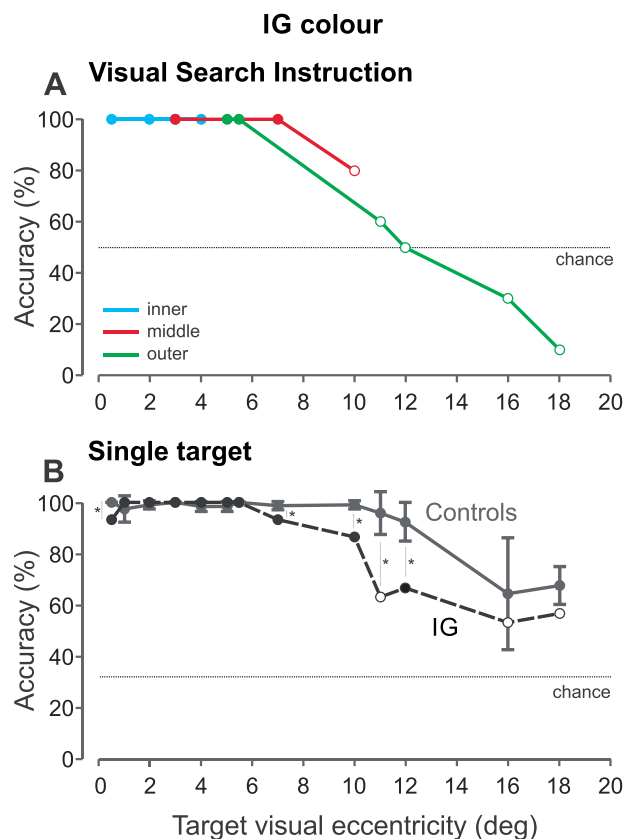 IG colour
A Visual Search Instruction
Accuracy (%)
100
80
60
40
20
0
chance
inner
middle
outer
0 2 4 6 8 10 12 14 16 18 20
B Single target
Accuracy (%)
100
80
60
40
20
0
Controls
*
*
*
*
*
IG
chance
0 2 4 6 8 10 12 14 16 18 20
Target visual eccentricity (deg)